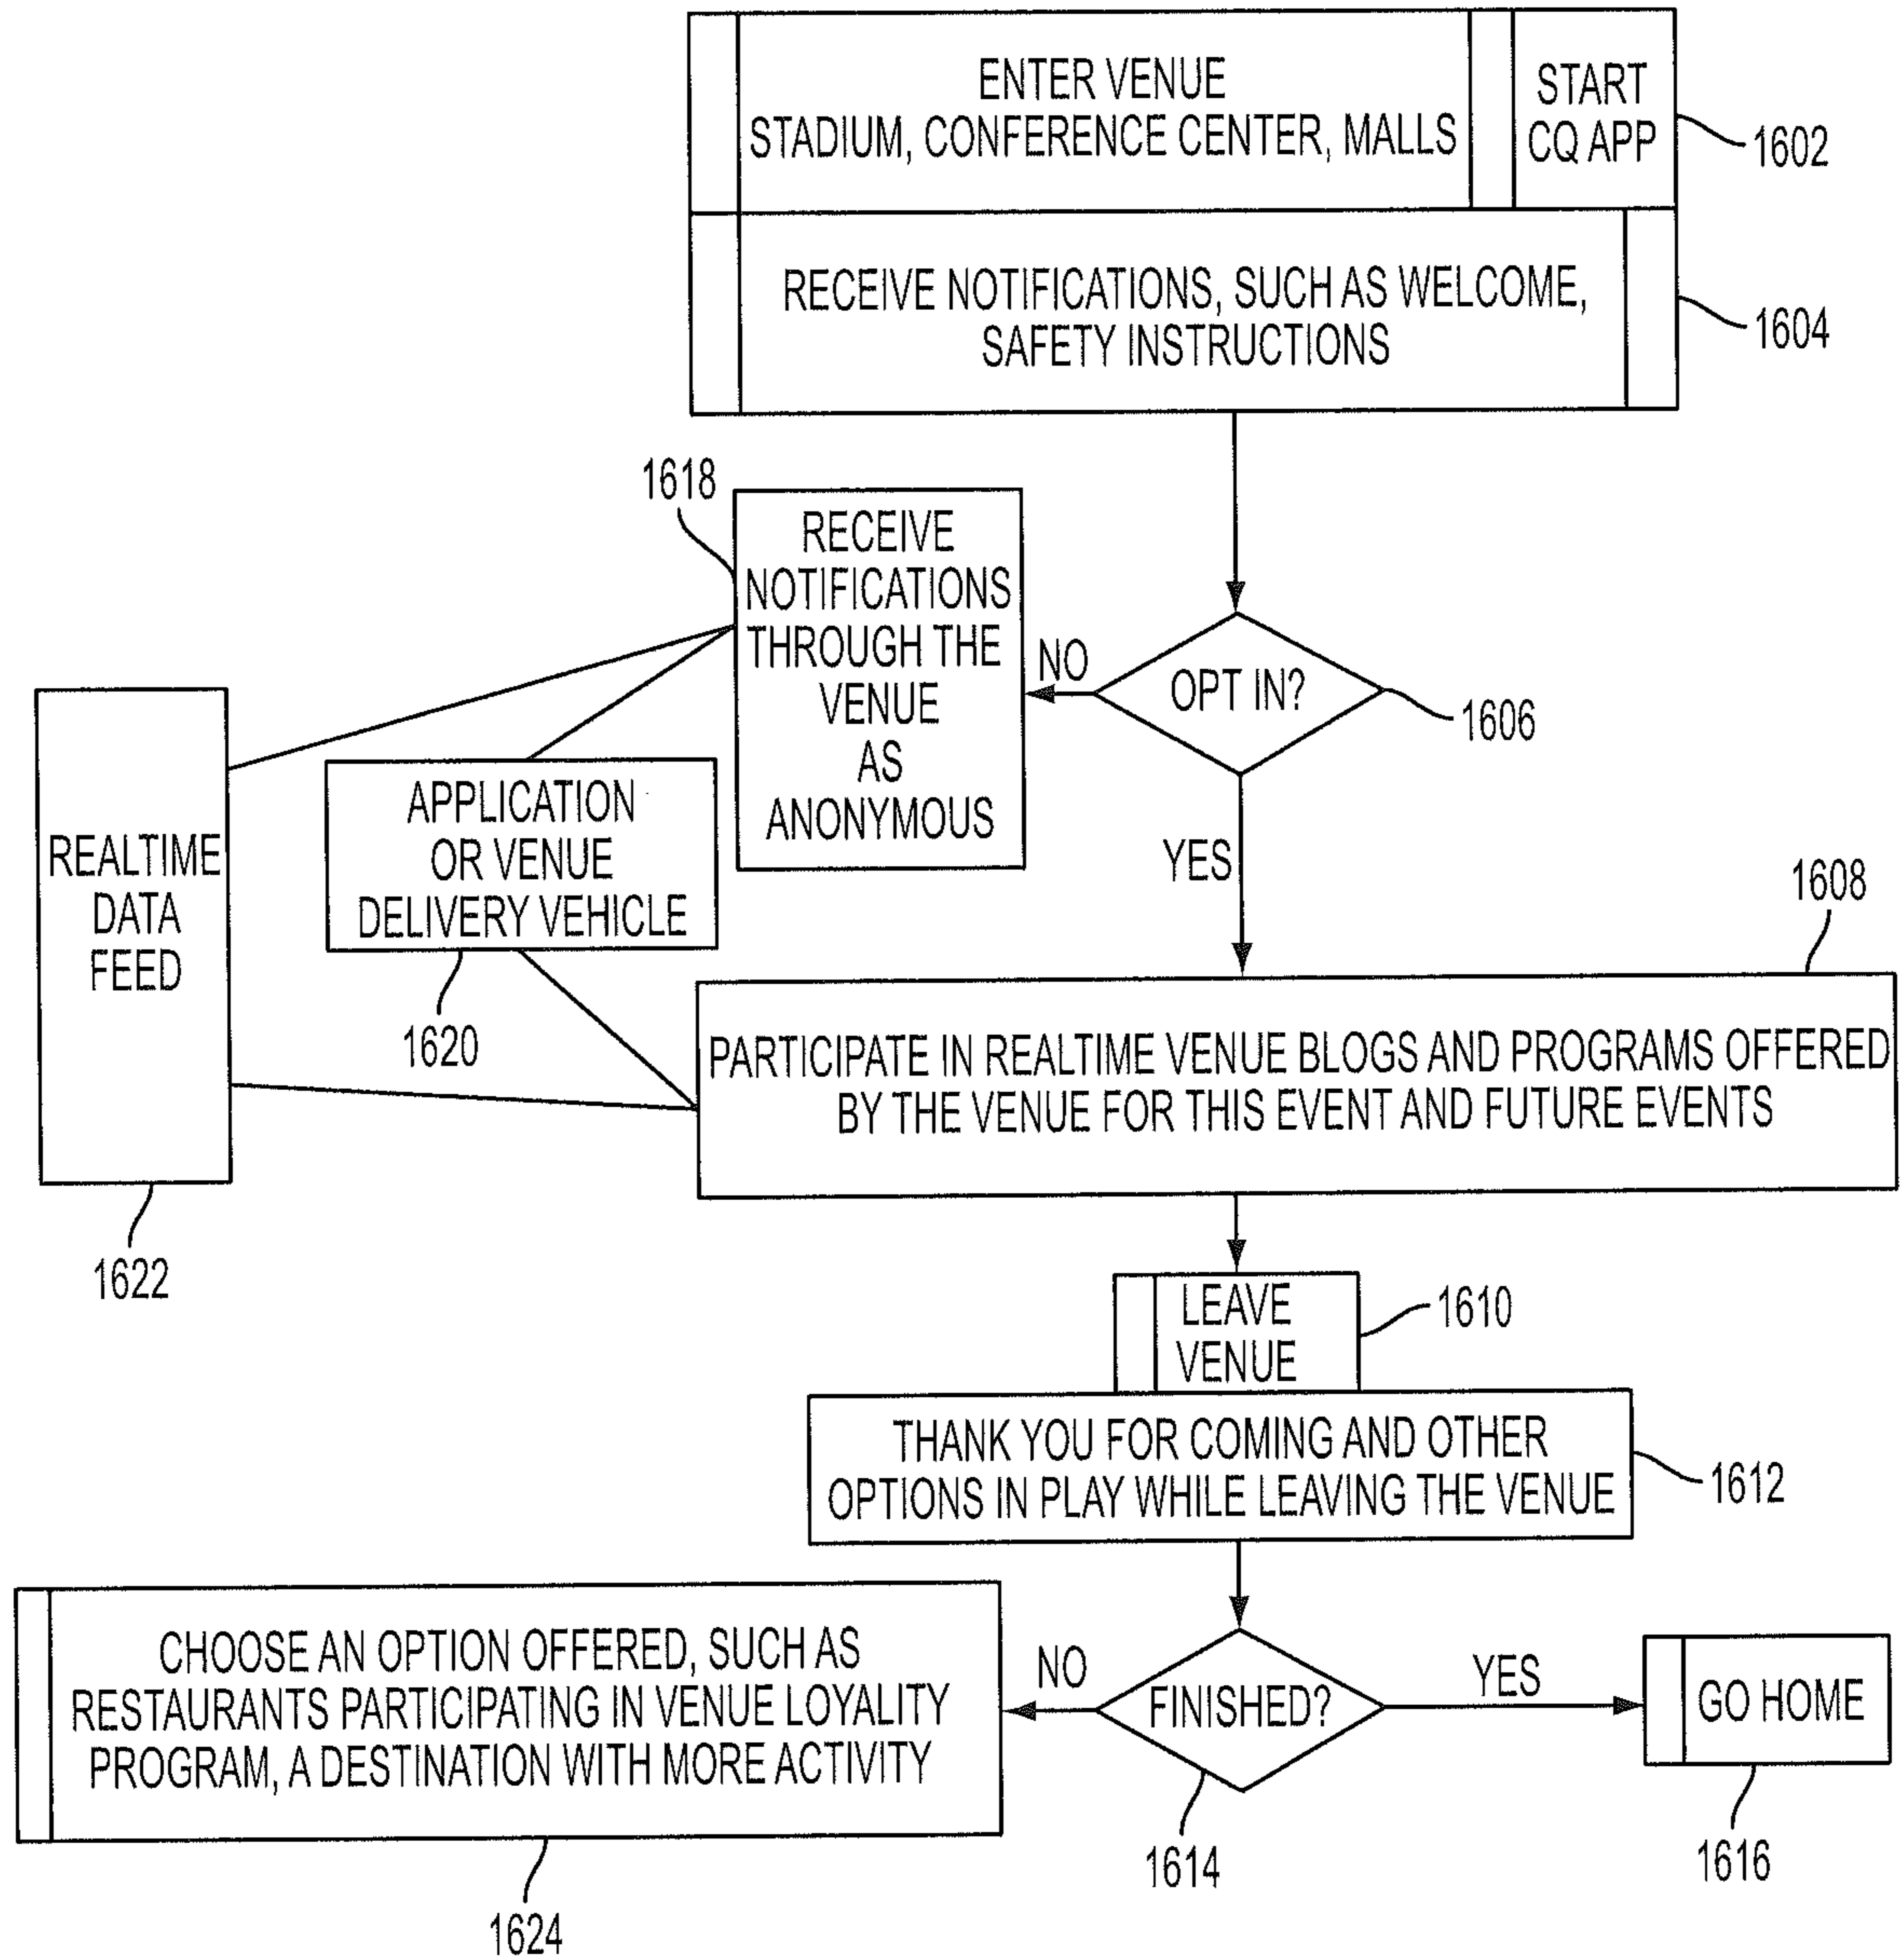 ENTER VENUE
STADIUM, CONFERENCE CENTER, MALLS
START
CQ APP
1602
RECEIVE NOTIFICATIONS, SUCH AS WELCOME,
SAFETY INSTRUCTIONS
1604
1618
RECEIVE
NOTIFICATIONS
THROUGH THE
VENUE
AS
ANONYMOUS
NO
OPT IN?
1606
YES
REALTIME
DATA
FEED
1622
APPLICATION
OR VENUE
DELIVERY VEHICLE
1620
1608
PARTICIPATE IN REALTIME VENUE BLOGS AND PROGRAMS OFFERED
BY THE VENUE FOR THIS EVENT AND FUTURE EVENTS
LEAVE
VENUE
1610
THANK YOU FOR COMING AND OTHER
OPTIONS IN PLAY WHILE LEAVING THE VENUE
1612
CHOOSE AN OPTION OFFERED, SUCH AS
RESTAURANTS PARTICIPATING IN VENUE LOYALITY
PROGRAM, A DESTINATION WITH MORE ACTIVITY
1624
NO
FINISHED?
1614
YES
GO HOME
1616